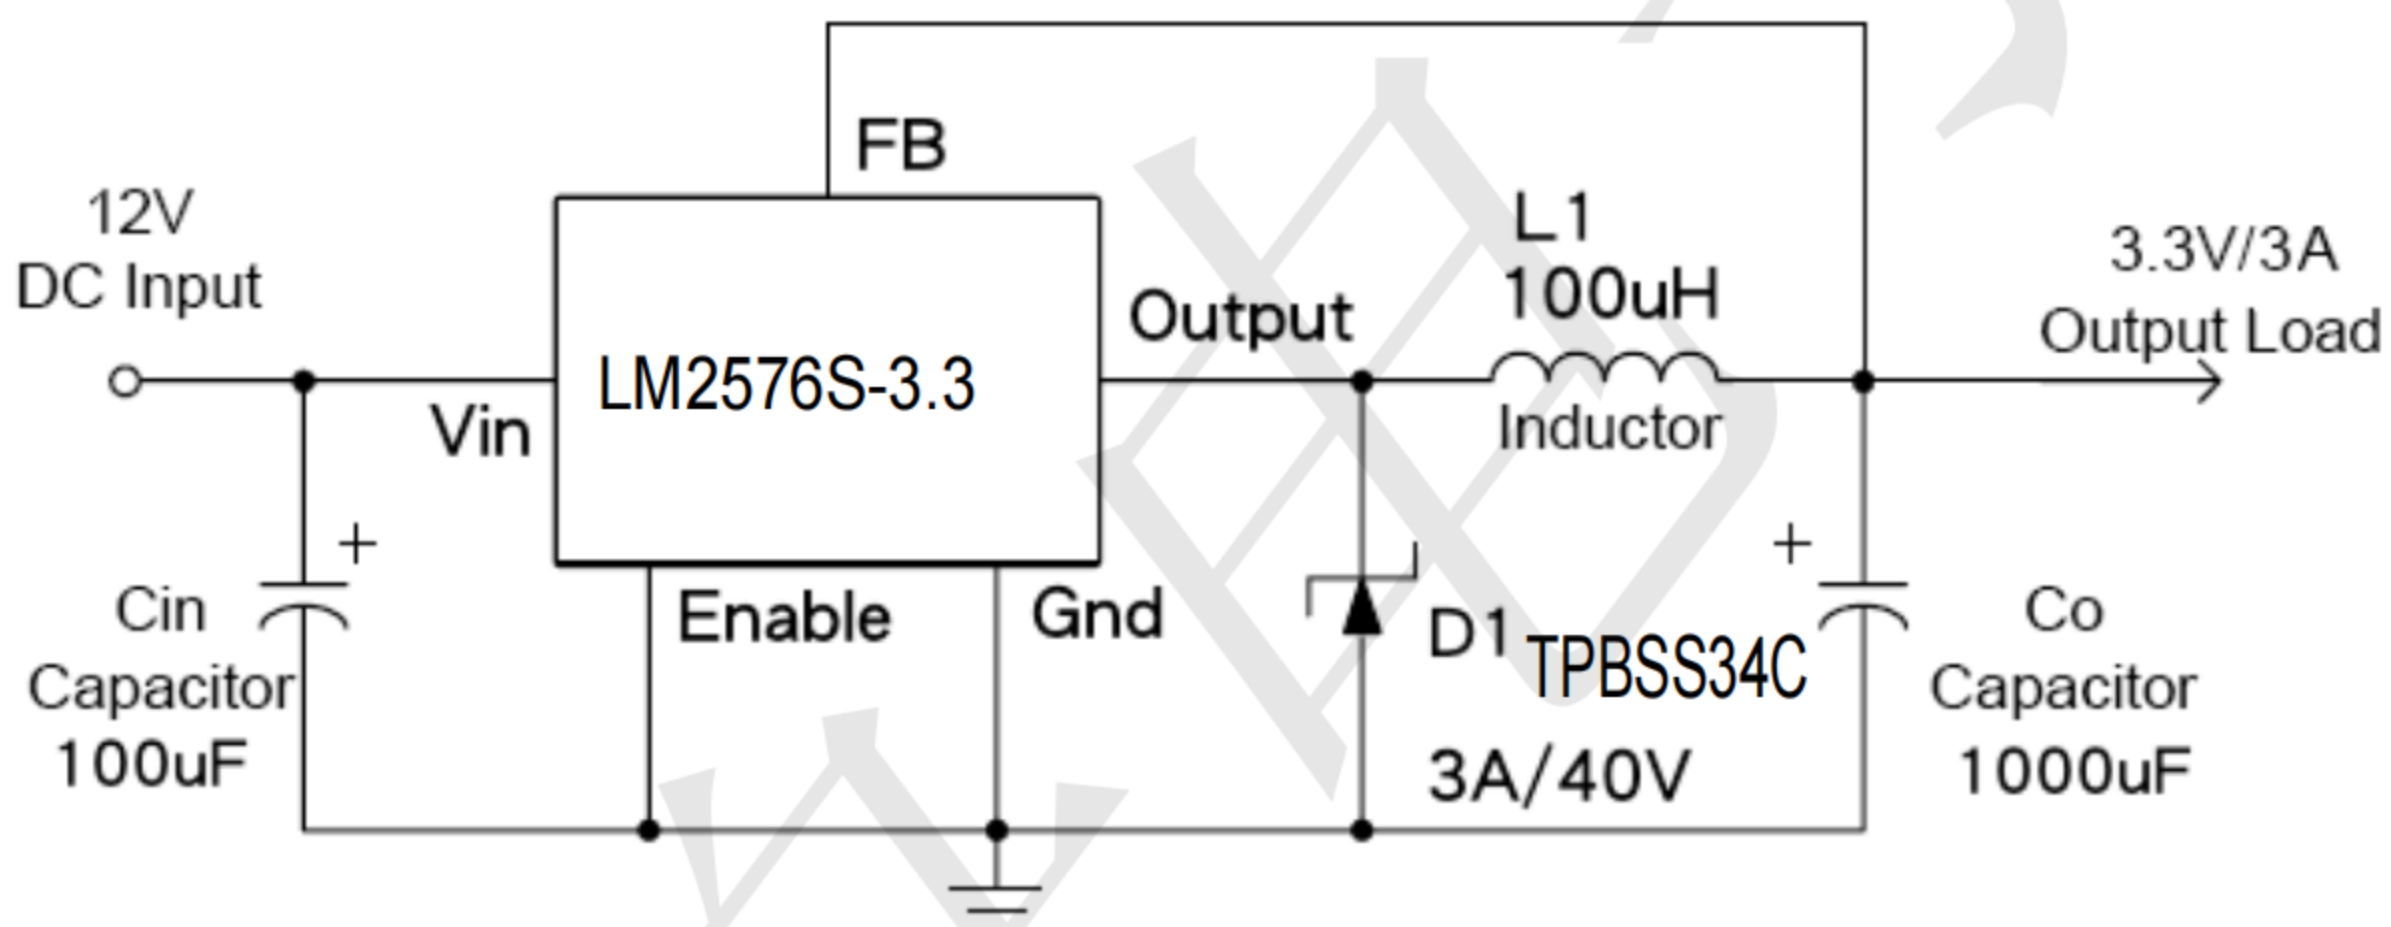 FB
12V
DC Input
L1
100uH
3.3V/3A
Output Load
Output
LM2576S-3.3
Vin
Inductor
+
+
Enable
Gnd
Cin
Capacitor
100uF
D1 TPBSS34C
3A/40V
Co
Capacitor
1000uF